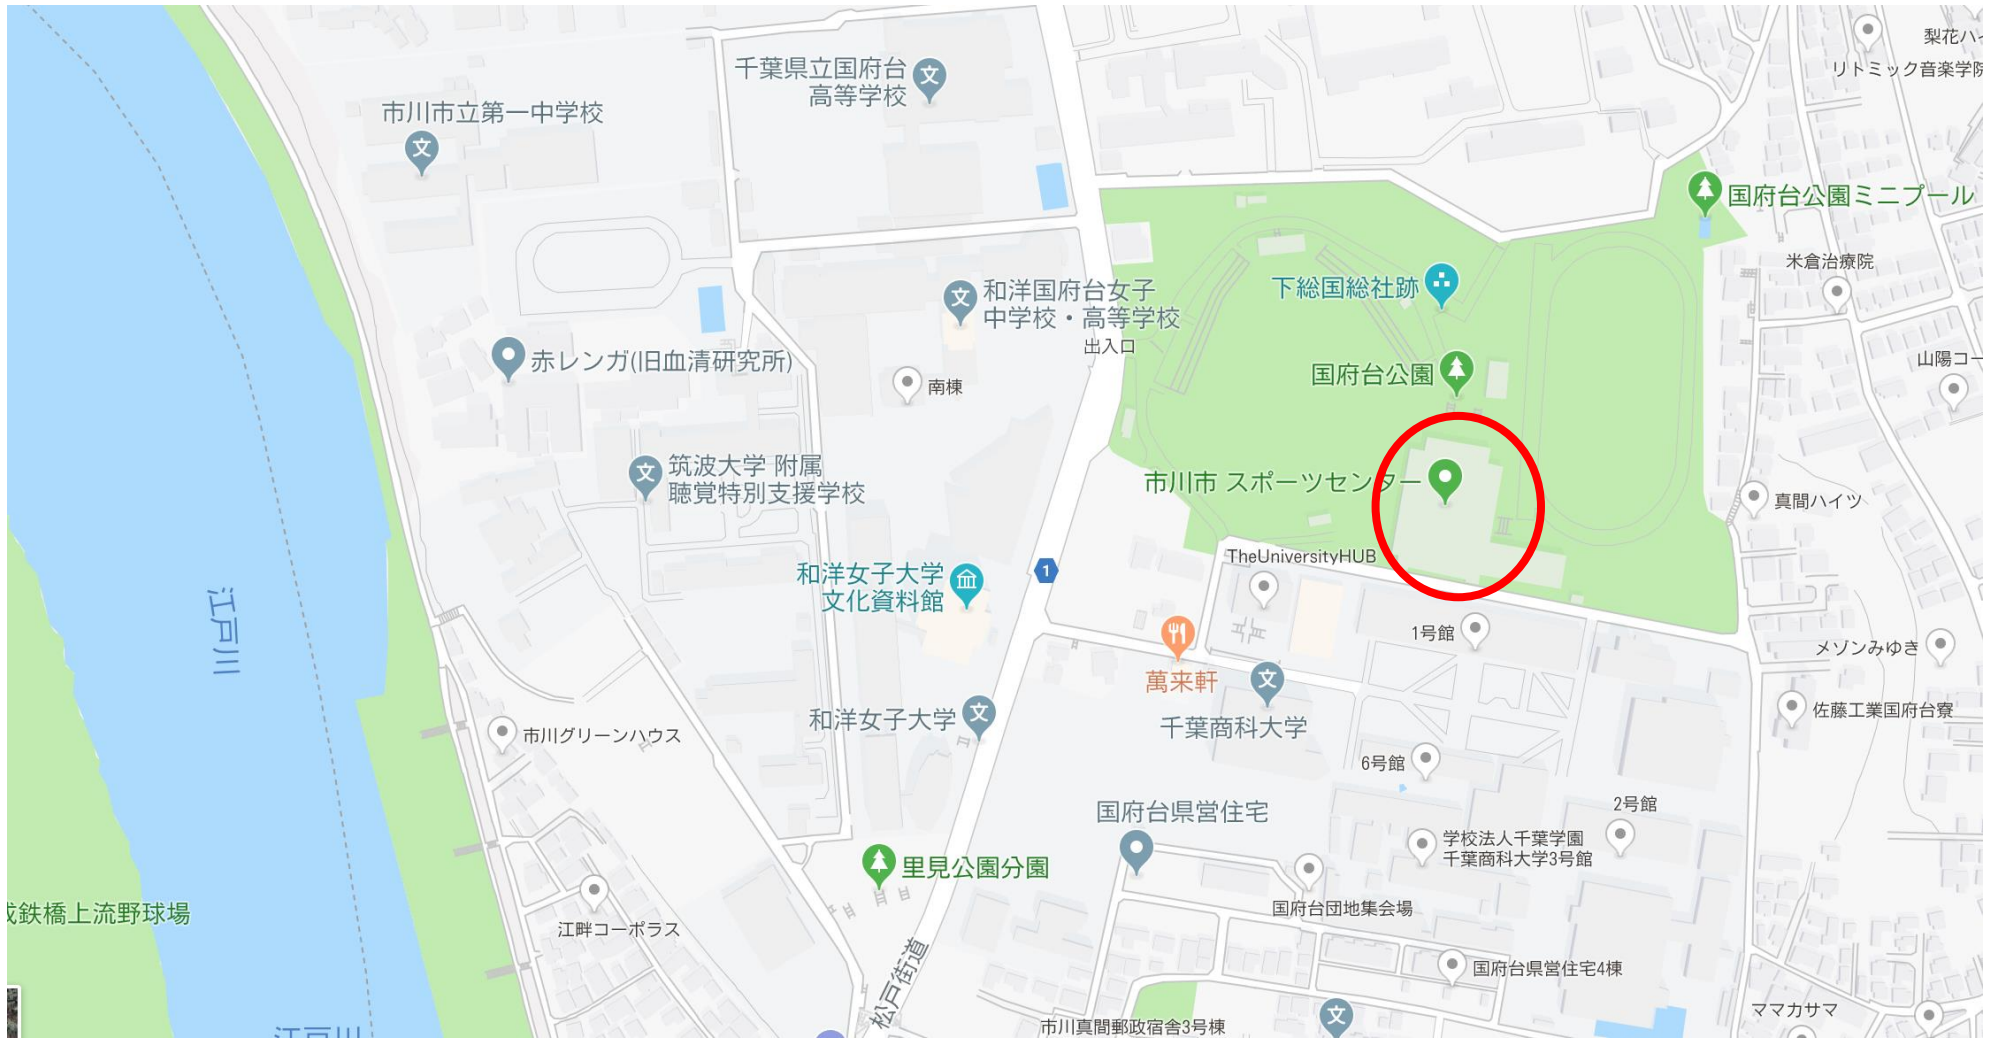 梨花ハ
リトミック音楽学院
千葉県立国府台
高等学校
市川市立第一中学校
国府台公園ミニプール
米倉治療院
下総国総社跡
和洋国府台女子
中学校・高等学校
出入口
赤レンガ(旧血清研究所)
南棟
国府台公園
山陽コー
筑波大学 附属
聴覚特別支援学校
市川市 スポーツセンター
真間ハイツ
TheUniversityHUB
1
和洋女子大学
文化資料館
江戸川
1号館
メゾンみゆき
萬来軒
千葉商科大学
和洋女子大学
佐藤工業国府台寮
市川グリーンハウス
6号館
国府台県営住宅
2号館
学校法人千葉学園
千葉商科大学3号館
里見公園分園
鉄橋上流野球場
江畔コーポラス
国府台団地集会場
松戸街道
国府台県営住宅4棟
ママカサマ
市川真間郵政宿舎3号棟
江戸川